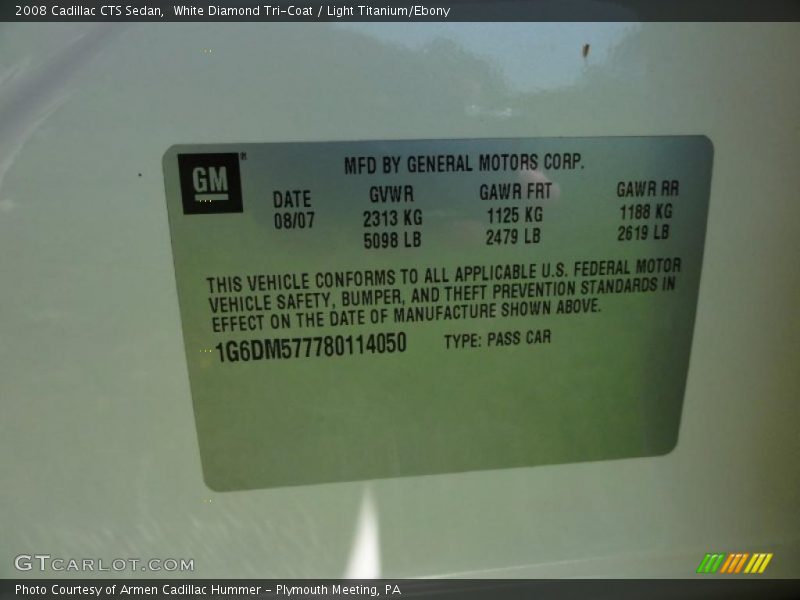 2008 Cadillac CTS Sedan,  White Diamond Tri-Coat / Light Titanium/Ebony
GM®
MFD BY GENERAL MOTORS CORP.
DATE GVWR GAWR FRT GAWR RR
08/07 2313 KG 1125 KG 1188 KG
5098 LB 2479 LB 2619 LB
THIS VEHICLE CONFORMS TO ALL APPLICABLE U.S. FEDERAL MOTOR
VEHICLE SAFETY, BUMPER, AND THEFT PREVENTION STANDARDS IN
EFFECT ON THE DATE OF MANUFACTURE SHOWN ABOVE.
1G6DM577780114050 TYPE: PASS CAR
GTCARLOT.COM
Photo Courtesy of Armen Cadillac Hummer - Plymouth Meeting, PA